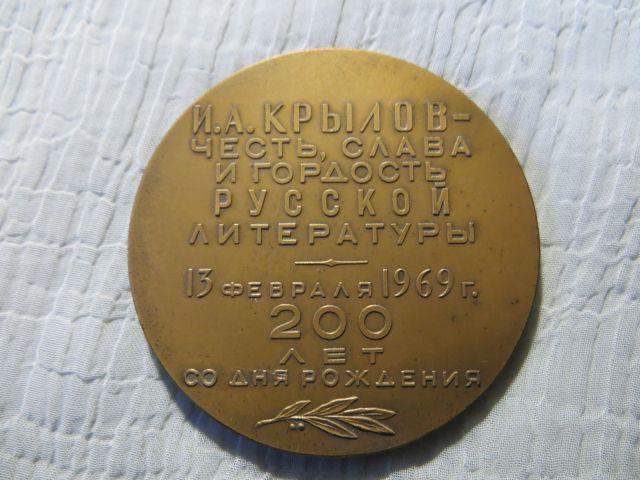 И.А. КРЫЛОВ-
ЧЕСТЬ, СЛАВА
И ГОРДОСТЬ
РУССКОЙ
ЛИТЕРАТУРЫ
13 ФЕВРАЛЯ 1969 Г.
200
ЛЕТ
СО ДНЯ РОЖДЕНИЯ